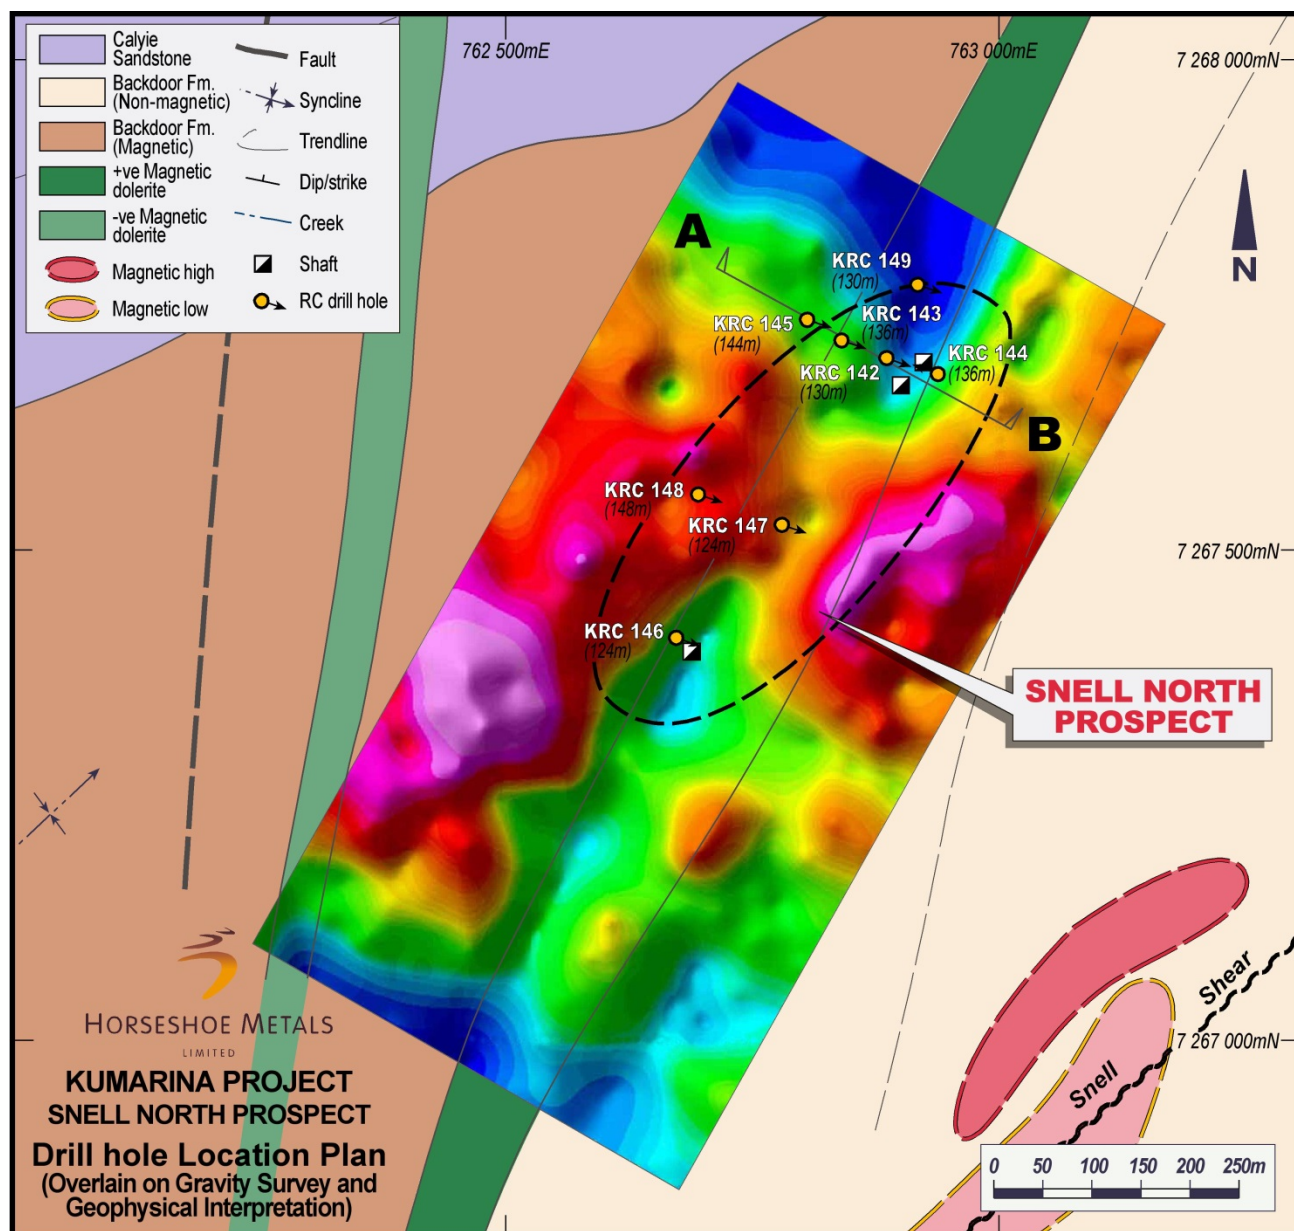 Calyie
Sandstone
Backdoor Fm.
(Non-magnetic)
Backdoor Fm.
(Magnetic)
+ve Magnetic
dolerite
-ve Magnetic
dolerite
Magnetic high
Magnetic low
Fault
Syncline
Trendline
Dip/strike
Creek
Shaft
RC drill hole
762 500mE
763 000mE
7 268 000mN
N
A
KRC 149
(130m)
KRC 143
(136m)
KRC 145
(144m)
KRC 142
(130m)
KRC 144
(136m)
B
KRC 148
(148m)
KRC 147
(124m)
7 267 500mN
KRC 146
(124m)
SNELL NORTH
PROSPECT
Snell Shear
7 267 000mN
HORSESHOE METALS
LIMITED
KUMARINA PROJECT
SNELL NORTH PROSPECT
Drill hole Location Plan
(Overlain on Gravity Survey and
Geophysical Interpretation)
0 50 100 150 200 250m